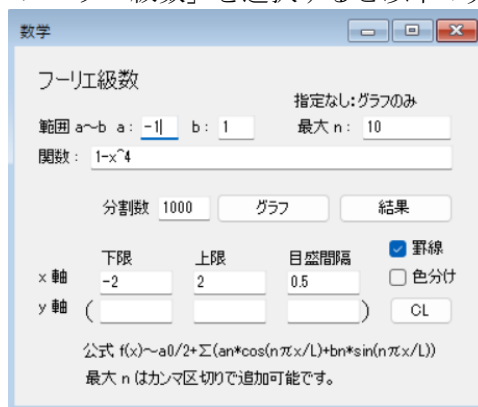 数学
フーリエ級数
指定なし:グラフのみ
範囲 a～b a: -1 b: 1 最大 n: 10
関数: 1-x^4
分割数 1000 グラフ 結果
下限 上限 目盛間隔 罫線
x 軸 -2 2 0.5 色分け
y 軸 ( ) CL
公式 f(x)～a0/2+Σ(an*cos(nπx/L)+bn*sin(nπx/L))
最大 n はカンマ区切りで追加可能です。